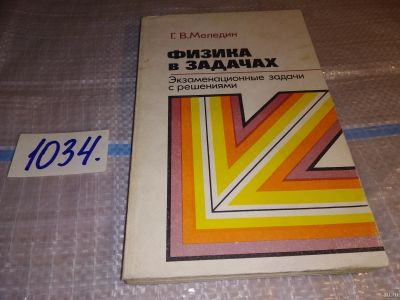 Г. В. Меледин
ФИЗИКА
В ЗАДАЧАХ
Экзаменационные задачи
с решениями
1034.